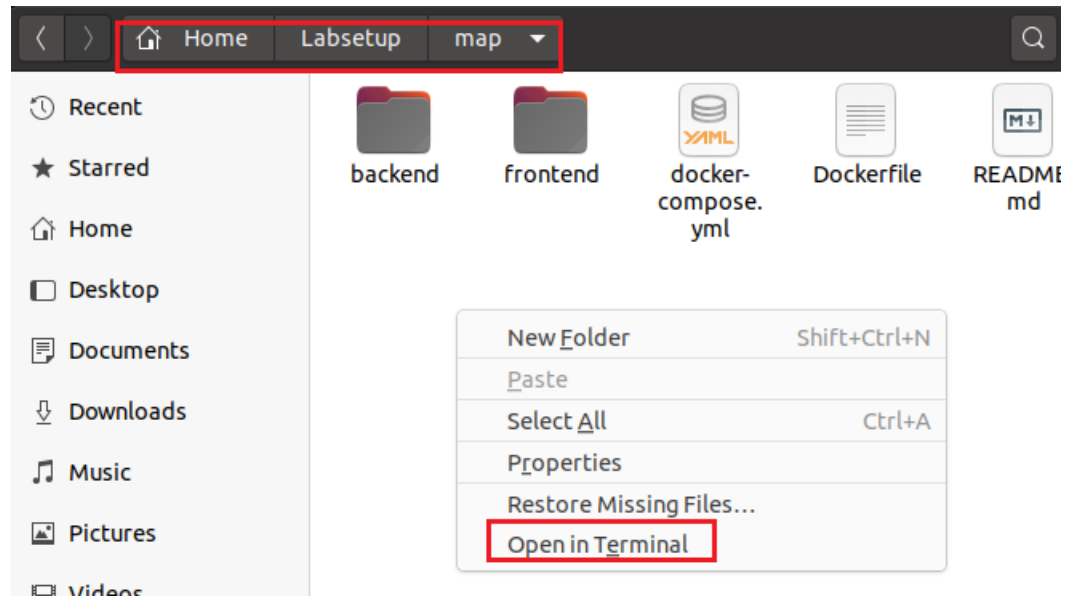 Home Labsetup map
Recent
Starred
Home
Desktop
Documents
Downloads
Music
Pictures
Videos
backend
frontend
YAML
docker-
compose.
yml
Dockerfile
M
README
md
New Folder Shift+Ctrl+N
Paste
Select All Ctrl+A
Properties
Restore Missing Files...
Open in Terminal